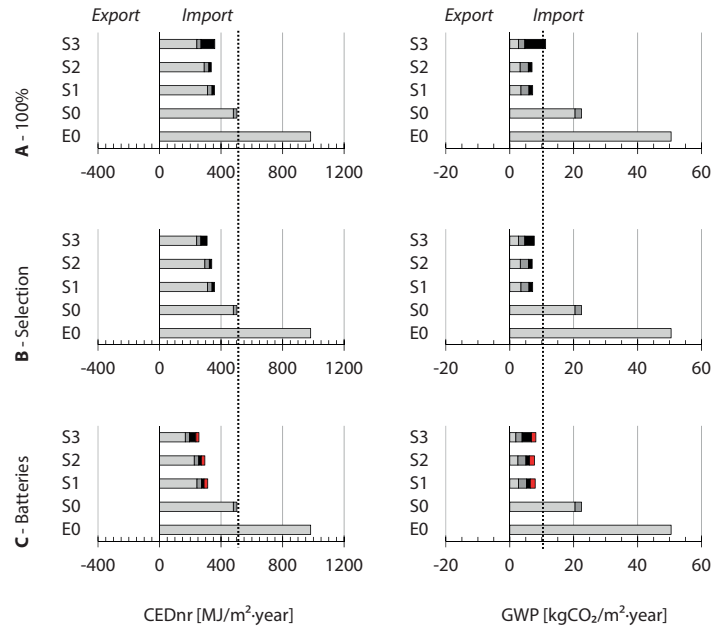 Export Import Export Import
S3 S3
S2 S2
S1 S1
S0 S0
E0 E0
A - 100%
-400 0 400 800 1200 -20 0 20 40 60
S3 S3
S2 S2
S1 S1
S0 S0
E0 E0
B - Selection
-400 0 400 800 1200 -20 0 20 40 60
S3 S3
S2 S2
S1 S1
S0 S0
E0 E0
C - Batteries
-400 0 400 800 1200 -20 0 20 40 60
CEDnr [MJ/m²·year] GWP [kgCO₂/m²·year]